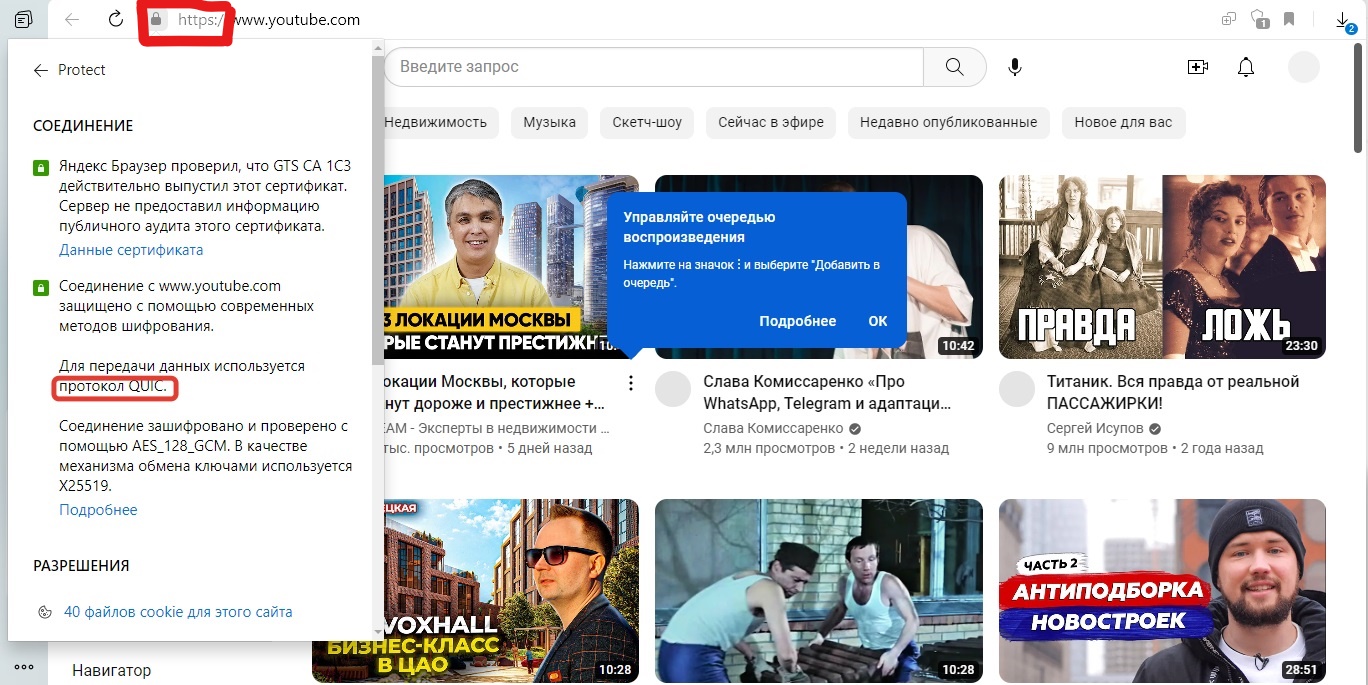 https://www.youtube.com
1
2
Protect
СОЕДИНЕНИЕ
Яндекс Браузер проверил, что GTS CA 1C3
действительно выпустил этот сертификат.
Сервер не предоставил информацию
публичного аудита этого сертификата.
Данные сертификата
Соединение с www.youtube.com
защищено с помощью современных
методов шифрования.
Для передачи данных используется
протокол QUIC.
Соединение зашифровано и проверено с
помощью AES_128_GCM. В качестве
механизма обмена ключами используется
X25519.
Подробнее
РАЗРЕШЕНИЯ
40 файлов cookie для этого сайта
Навигатор
Введите запрос
Недвижимость
Музыка
Скетч-шоу
Сейчас в эфире
Недавно опубликованные
Новое для вас
3 ЛОКАЦИИ МОСКВЫ
РЫЕ СТАНУТ ПРЕСТИЖН
10:
Управляйте очередью
воспроизведения
Нажмите на значок ⋮ и выберите "Добавить в
очередь".
Подробнее
ОК
10:42
ПРАВДА
ЛОЖЬ
23:30
окации Москвы, которые
нут дороже и престижнее +...
EAM - Эксперты в недвижимости ...
тыс. просмотров • 5 дней назад
Слава Комиссаренко «Про
WhatsApp, Telegram и адаптаци...
Слава Комиссаренко
2,3 млн просмотров • 2 недели назад
Титаник. Вся правда от реальной
ПАССАЖИРКИ!
Сергей Исупов
9 млн просмотров • 2 года назад
ЕЦКАЯ
VOXHALL
БИЗНЕС-КЛАСС
В ЦАО
10:28
10:28
ЧАСТЬ 2
АНТИПОДБОРКА
НОВОСТРОЕК
28:51